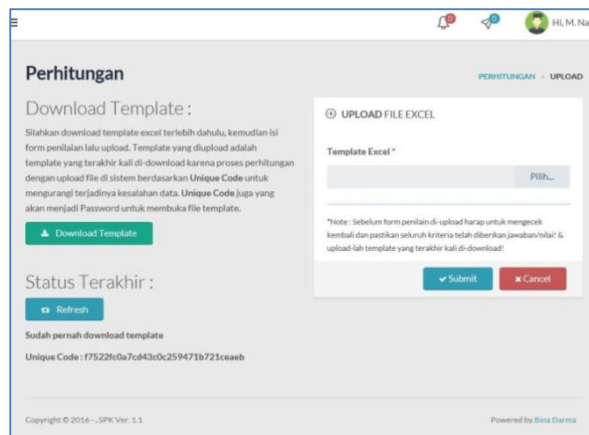 0
0
Hi, M. Na
Perhitungan
PERHITUNGAN > UPLOAD
Download Template :
Silahkan download template excel terlebih dahulu, kemudian isi
form penilaian lalu upload. Template yang diupload adalah
template yang terakhir kali di-download karena proses perhitungan
dengan upload file di sistem berdasarkan Unique Code untuk
mengurangi terjadinya kesalahan data. Unique Code juga yang
akan menjadi Password untuk membuka file template.
Download Template
Status Terakhir :
Refresh
Sudah pernah download template
Unique Code : f7522fc0a7cd43c0c259471b721ceaeb
UPLOAD FILE EXCEL
Template Excel *
Pilih...
*Note : Sebelum form penilain di-upload harap untuk mengecek
kembali dan pastikan seluruh kriteria telah diberikan jawaban/nilai! &
upload-lah template yang terakhir kali di-download!
Submit
Cancel
Copyright © 2016 - . SPK Ver. 1.1
Powered by Bina Darma